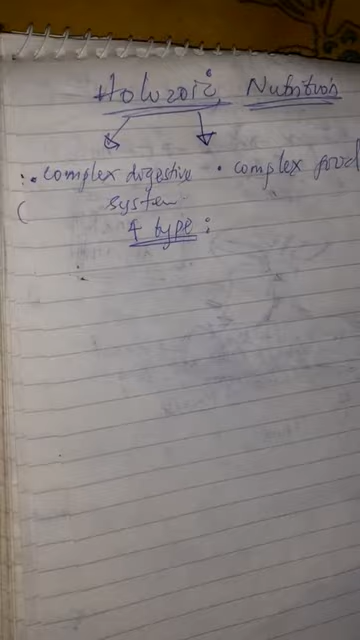 Holozoic Nutrition
:. complex digestive . complex food
( system
4 type :